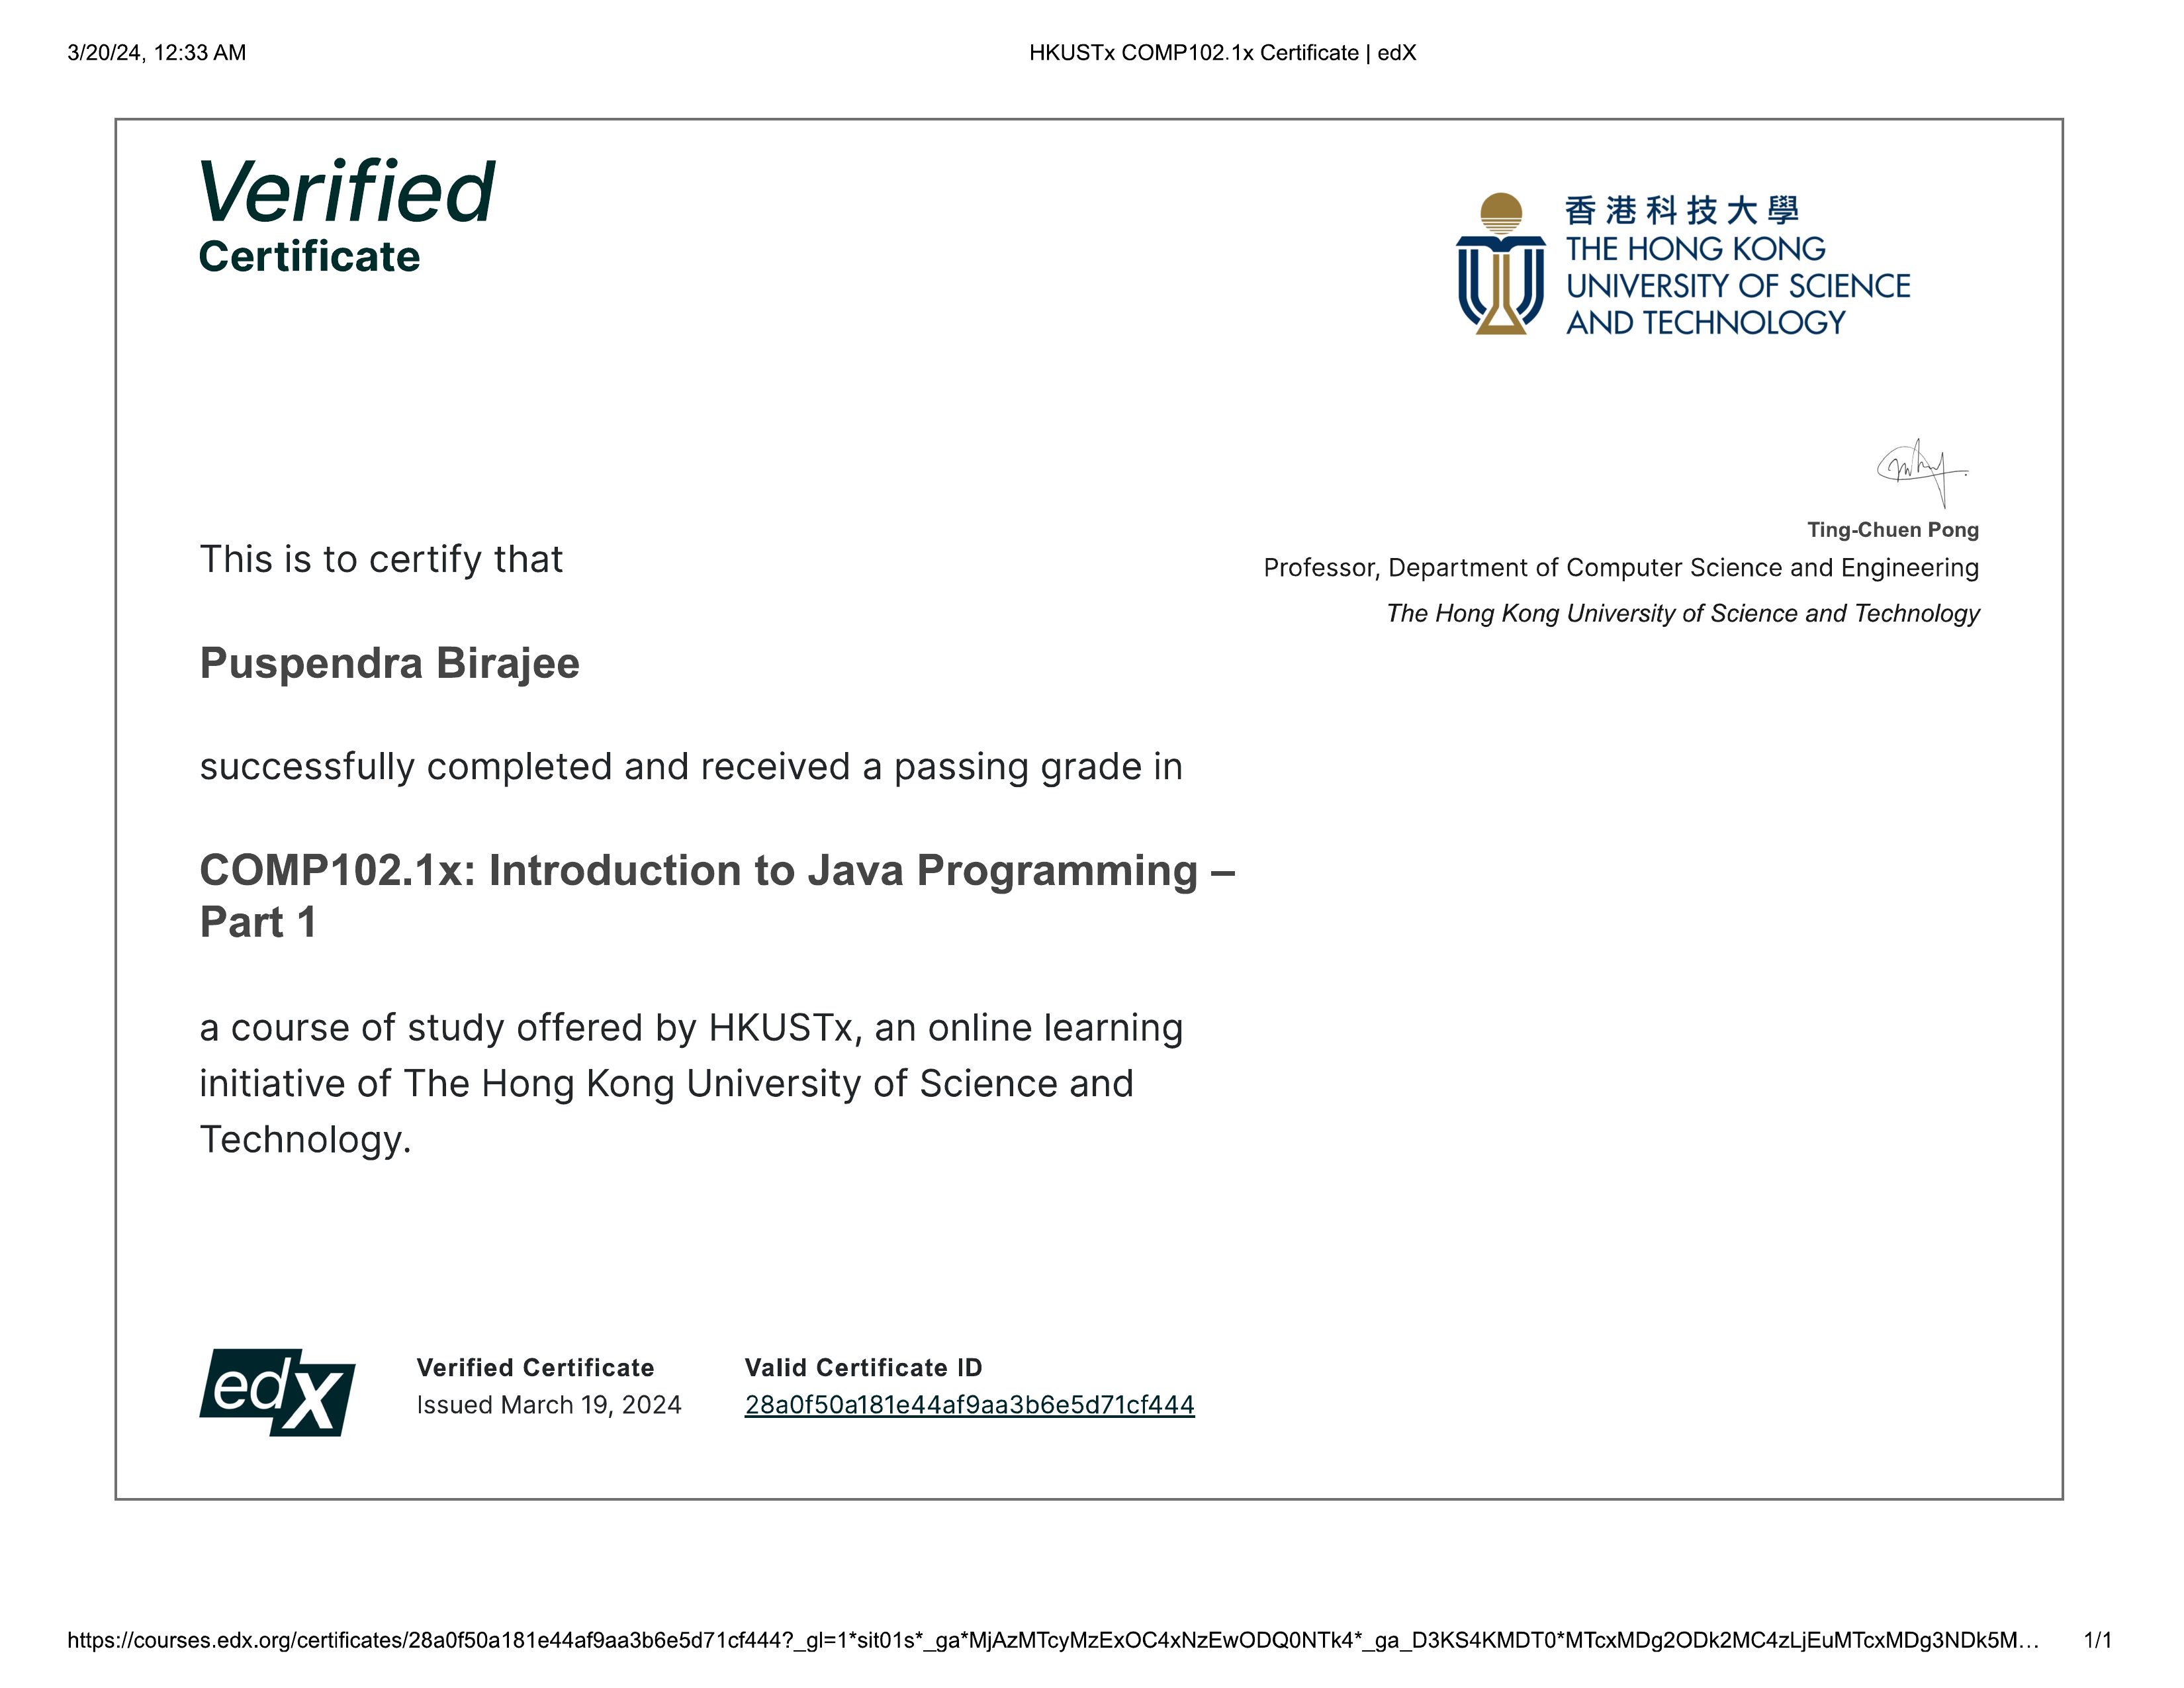 3/20/24, 12:33 AM
HKUSTx COMP102.1x Certificate | edX
Verified
Certificate
香港科技大學
THE HONG KONG
UNIVERSITY OF SCIENCE
AND TECHNOLOGY
Ting-Chuen Pong
Professor, Department of Computer Science and Engineering
The Hong Kong University of Science and Technology
This is to certify that
Puspendra Birajee
successfully completed and received a passing grade in
COMP102.1x: Introduction to Java Programming –
Part 1
a course of study offered by HKUSTx, an online learning
initiative of The Hong Kong University of Science and
Technology.
edX
Verified Certificate
Issued March 19, 2024
Valid Certificate ID
28a0f50a181e44af9aa3b6e5d71cf444
https://courses.edx.org/certificates/28a0f50a181e44af9aa3b6e5d71cf444?_gl=1*sit01s*_ga*MjAzMTcyMzExOC4xNzEwODQ0NTk4*_ga_D3KS4KMDT0*MTcxMDg2ODk2MC4zLjEuMTcxMDg3NDk5M…
1/1